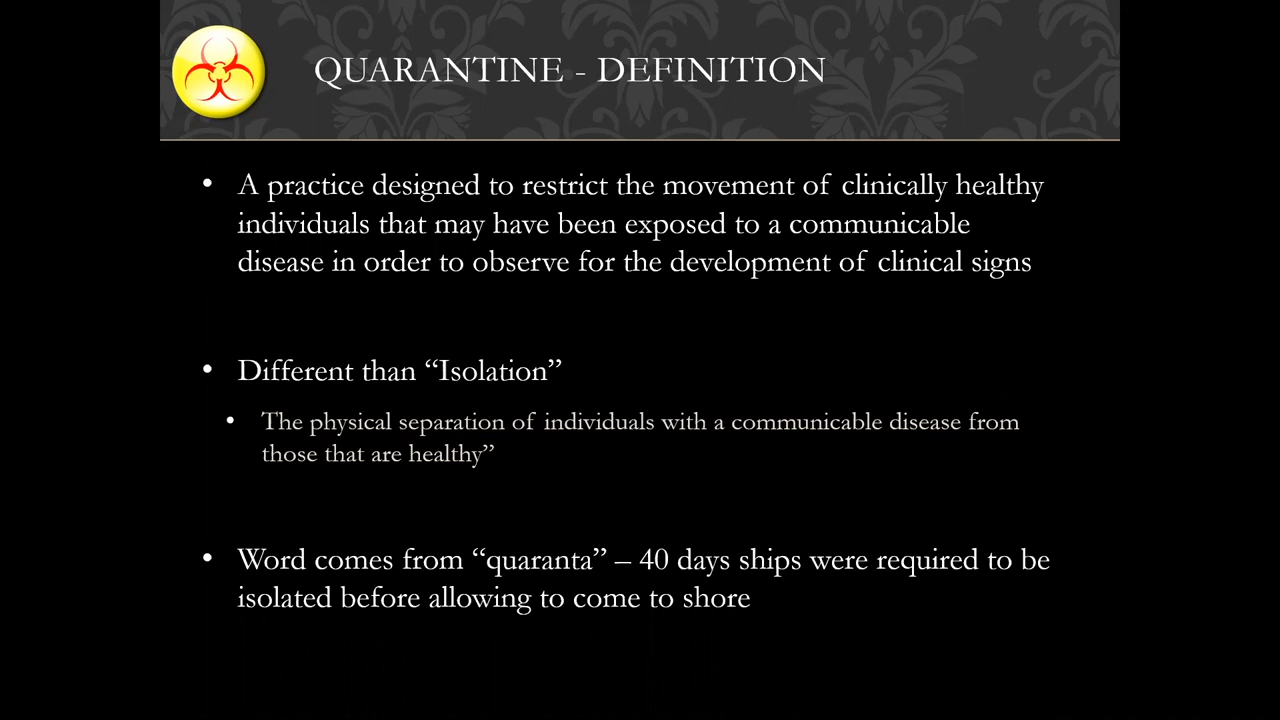 QUARANTINE - DEFINITION
• A practice designed to restrict the movement of clinically healthy
individuals that may have been exposed to a communicable
disease in order to observe for the development of clinical signs
• Different than “Isolation”
• The physical separation of individuals with a communicable disease from
those that are healthy”
• Word comes from “quaranta” – 40 days ships were required to be
isolated before allowing to come to shore